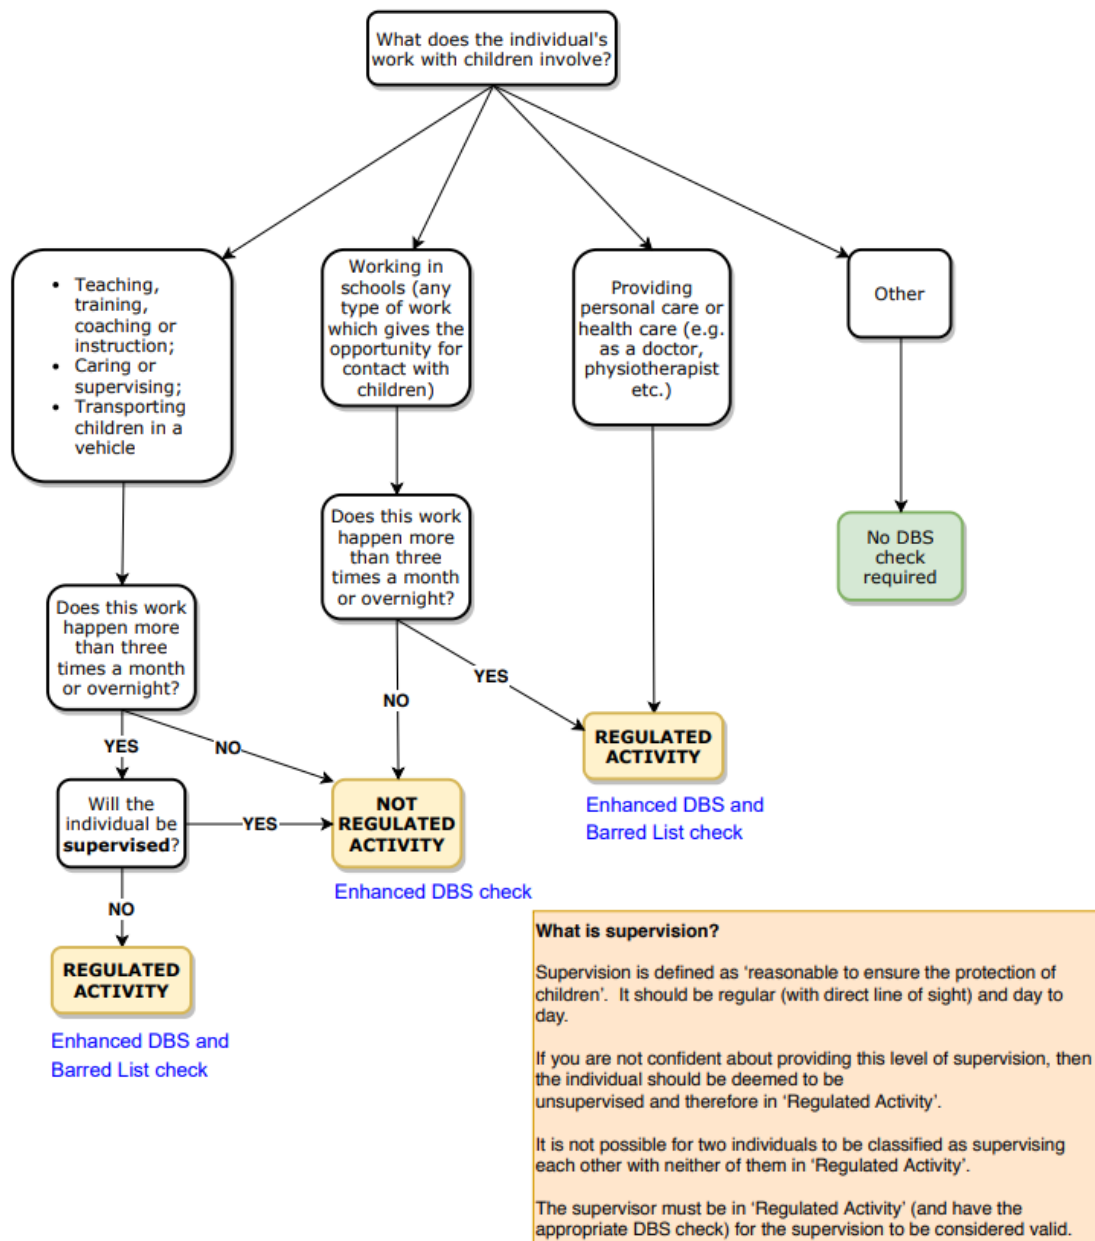 What does the individual's
work with children involve?
• Teaching,
training,
coaching or
instruction;
• Caring or
supervising;
• Transporting
children in a
vehicle
Working in
schools (any
type of work
which gives the
opportunity for
contact with
children)
Providing
personal care or
health care (e.g.
as a doctor,
physiotherapist
etc.)
Other
Does this work
happen more
than three
times a month
or overnight?
No DBS
check
required
Does this work
happen more
than three
times a month
or overnight?
YES
NO
YES
NO
REGULATED
ACTIVITY
Enhanced DBS and
Barred List check
Will the
individual be
supervised?
YES
NOT
REGULATED
ACTIVITY
Enhanced DBS check
NO
REGULATED
ACTIVITY
Enhanced DBS and
Barred List check
What is supervision?
Supervision is defined as ‘reasonable to ensure the protection of
children’. It should be regular (with direct line of sight) and day to
day.
If you are not confident about providing this level of supervision, then
the individual should be deemed to be
unsupervised and therefore in ‘Regulated Activity’.
It is not possible for two individuals to be classified as supervising
each other with neither of them in ‘Regulated Activity’.
The supervisor must be in ‘Regulated Activity’ (and have the
appropriate DBS check) for the supervision to be considered valid.